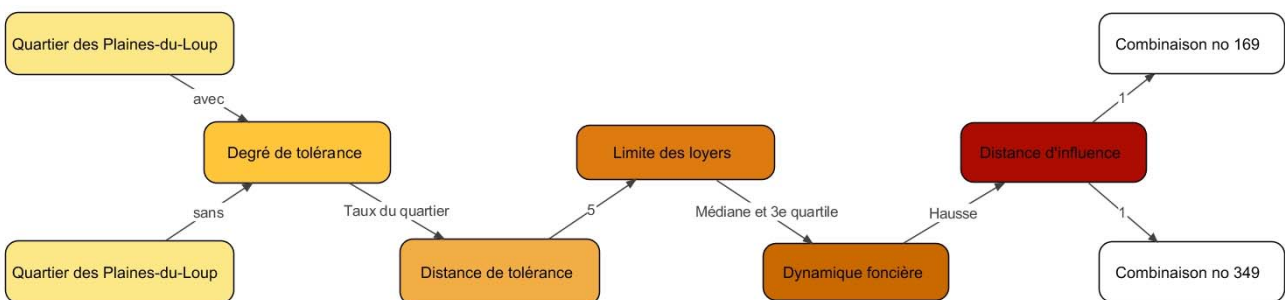 Quartier des Plaines-du-Loup
Combinaison no 169
avec
1
Degré de tolérance
Limite des loyers
Distance d'influence
sans
Taux du quartier
5
Médiane et 3e quartile
Hausse
1
Quartier des Plaines-du-Loup
Distance de tolérance
Dynamique foncière
Combinaison no 349